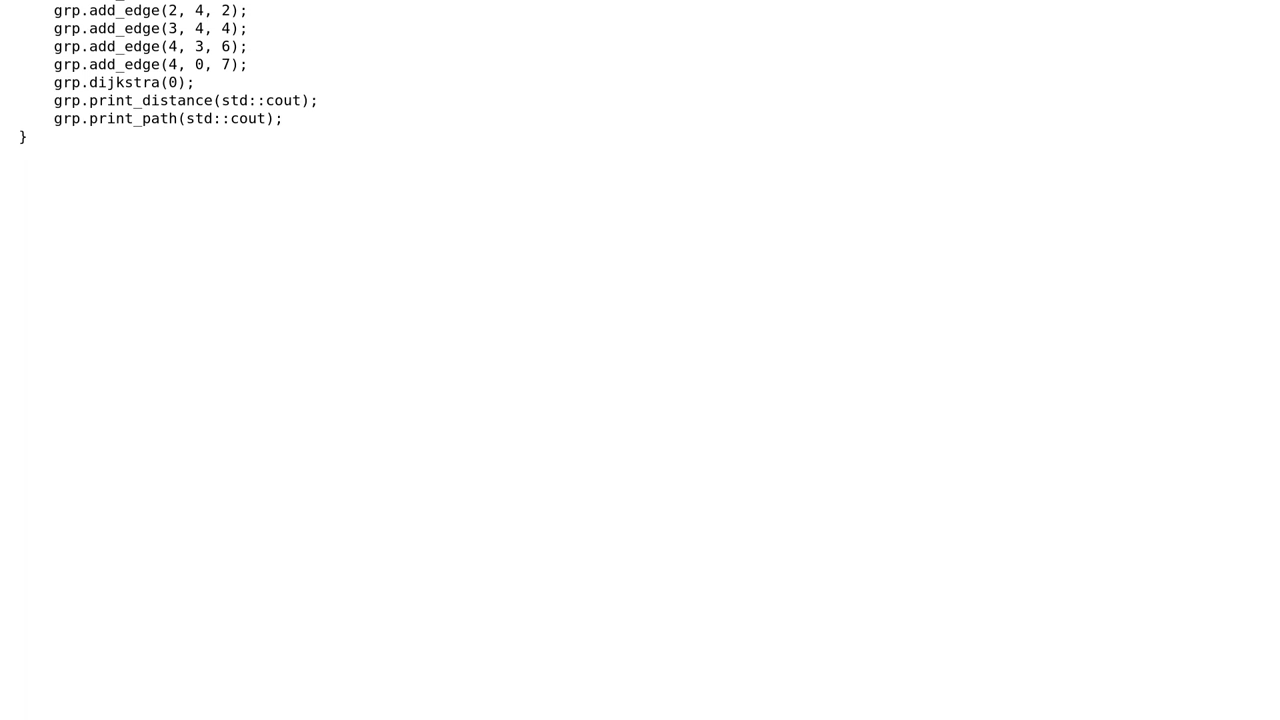 grp.add_edge(2, 4, 2);
grp.add_edge(3, 4, 4);
grp.add_edge(4, 3, 6);
grp.add_edge(4, 0, 7);
grp.dijkstra(0);
grp.print_distance(std::cout);
grp.print_path(std::cout);
}